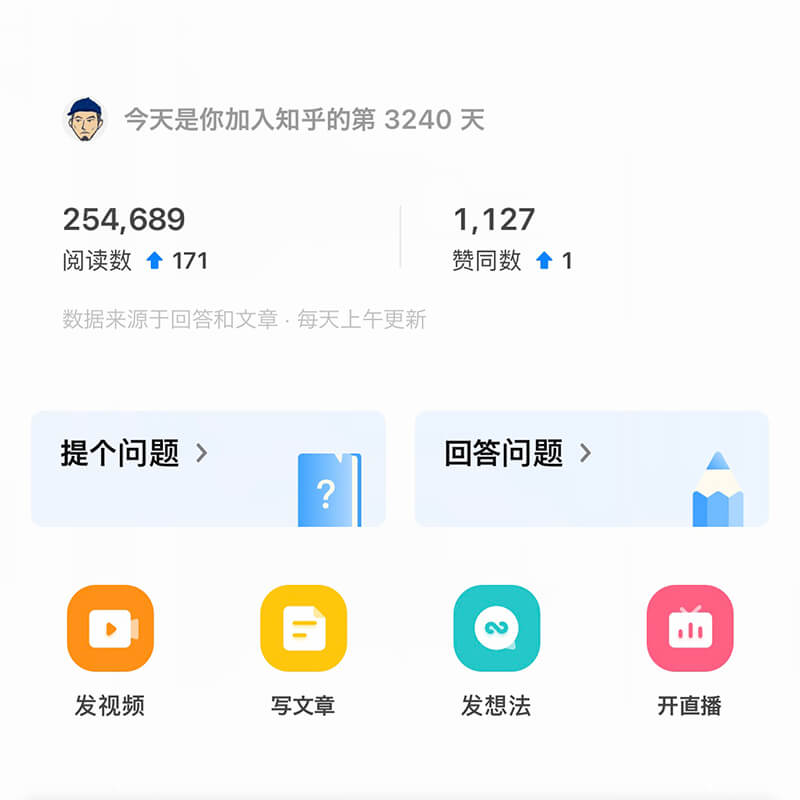 今天是你加入知乎的第 3240 天
254,689
1,127
阅读数 171
赞同数 1
数据来源于回答和文章 · 每天上午更新
提个问题
回答问题
?
发视频
写文章
发想法
开直播